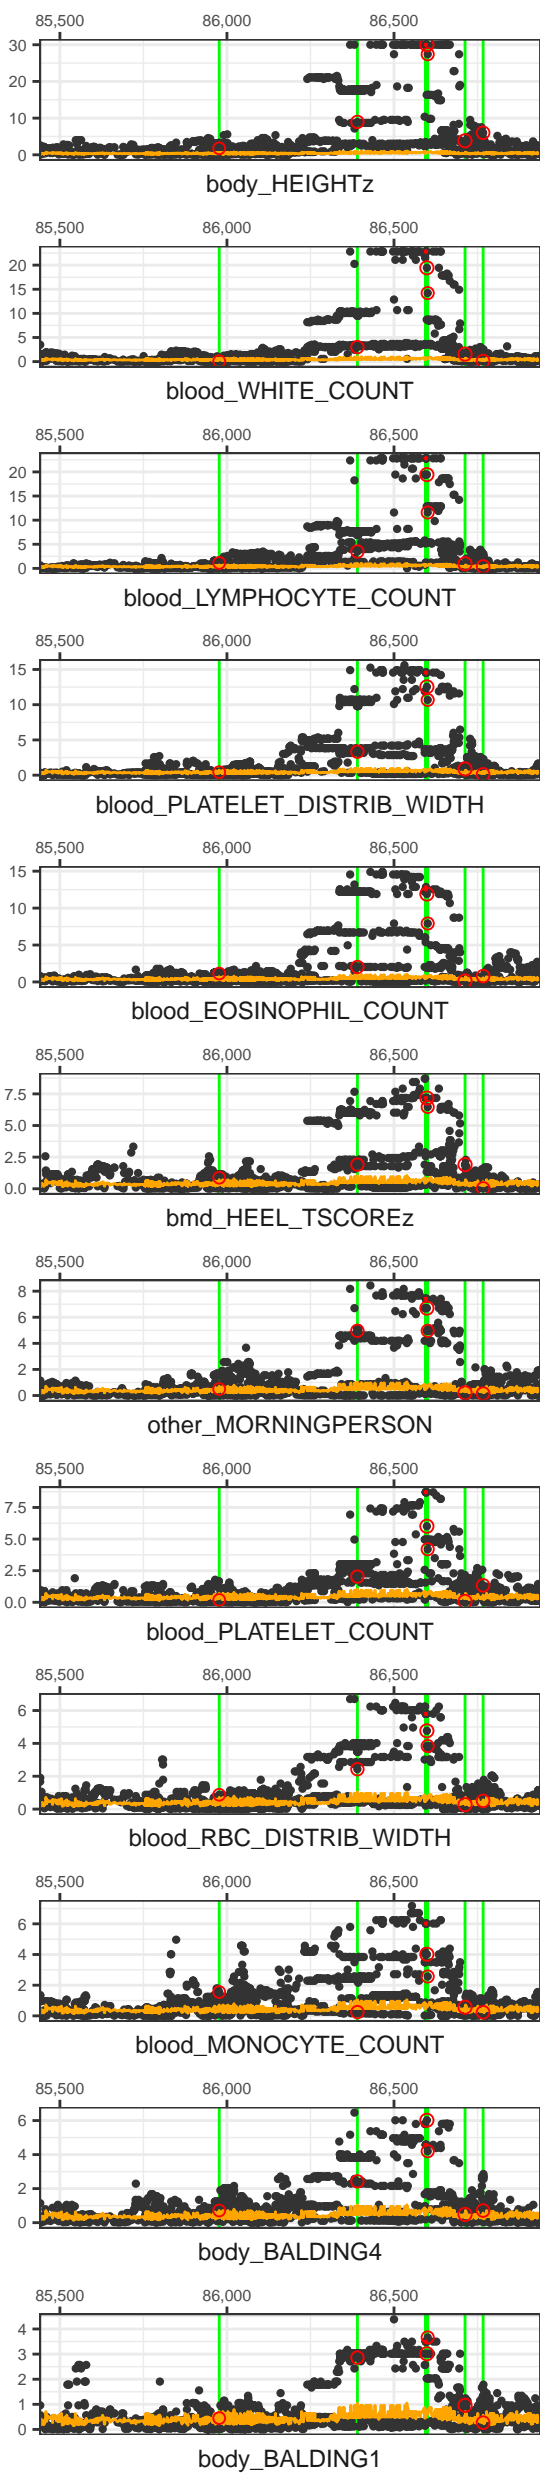 85,500 86,000 86,500
30
20
10
0
body_HEIGHTz
85,500 86,000 86,500
20
15
10
5
0
blood_WHITE_COUNT
85,500 86,000 86,500
20
15
10
5
0
blood_LYMPHOCYTE_COUNT
85,500 86,000 86,500
15
10
5
0
blood_PLATELET_DISTRIB_WIDTH
85,500 86,000 86,500
15
10
5
0
blood_EOSINOPHIL_COUNT
85,500 86,000 86,500
7.5
5.0
2.5
0.0
bmd_HEEL_TSCOREz
85,500 86,000 86,500
8
6
4
2
0
other_MORNINGPERSON
85,500 86,000 86,500
7.5
5.0
2.5
0.0
blood_PLATELET_COUNT
85,500 86,000 86,500
6
4
2
0
blood_RBC_DISTRIB_WIDTH
85,500 86,000 86,500
6
4
2
0
blood_MONOCYTE_COUNT
85,500 86,000 86,500
6
4
2
0
body_BALDING4
85,500 86,000 86,500
4
3
2
1
0
body_BALDING1